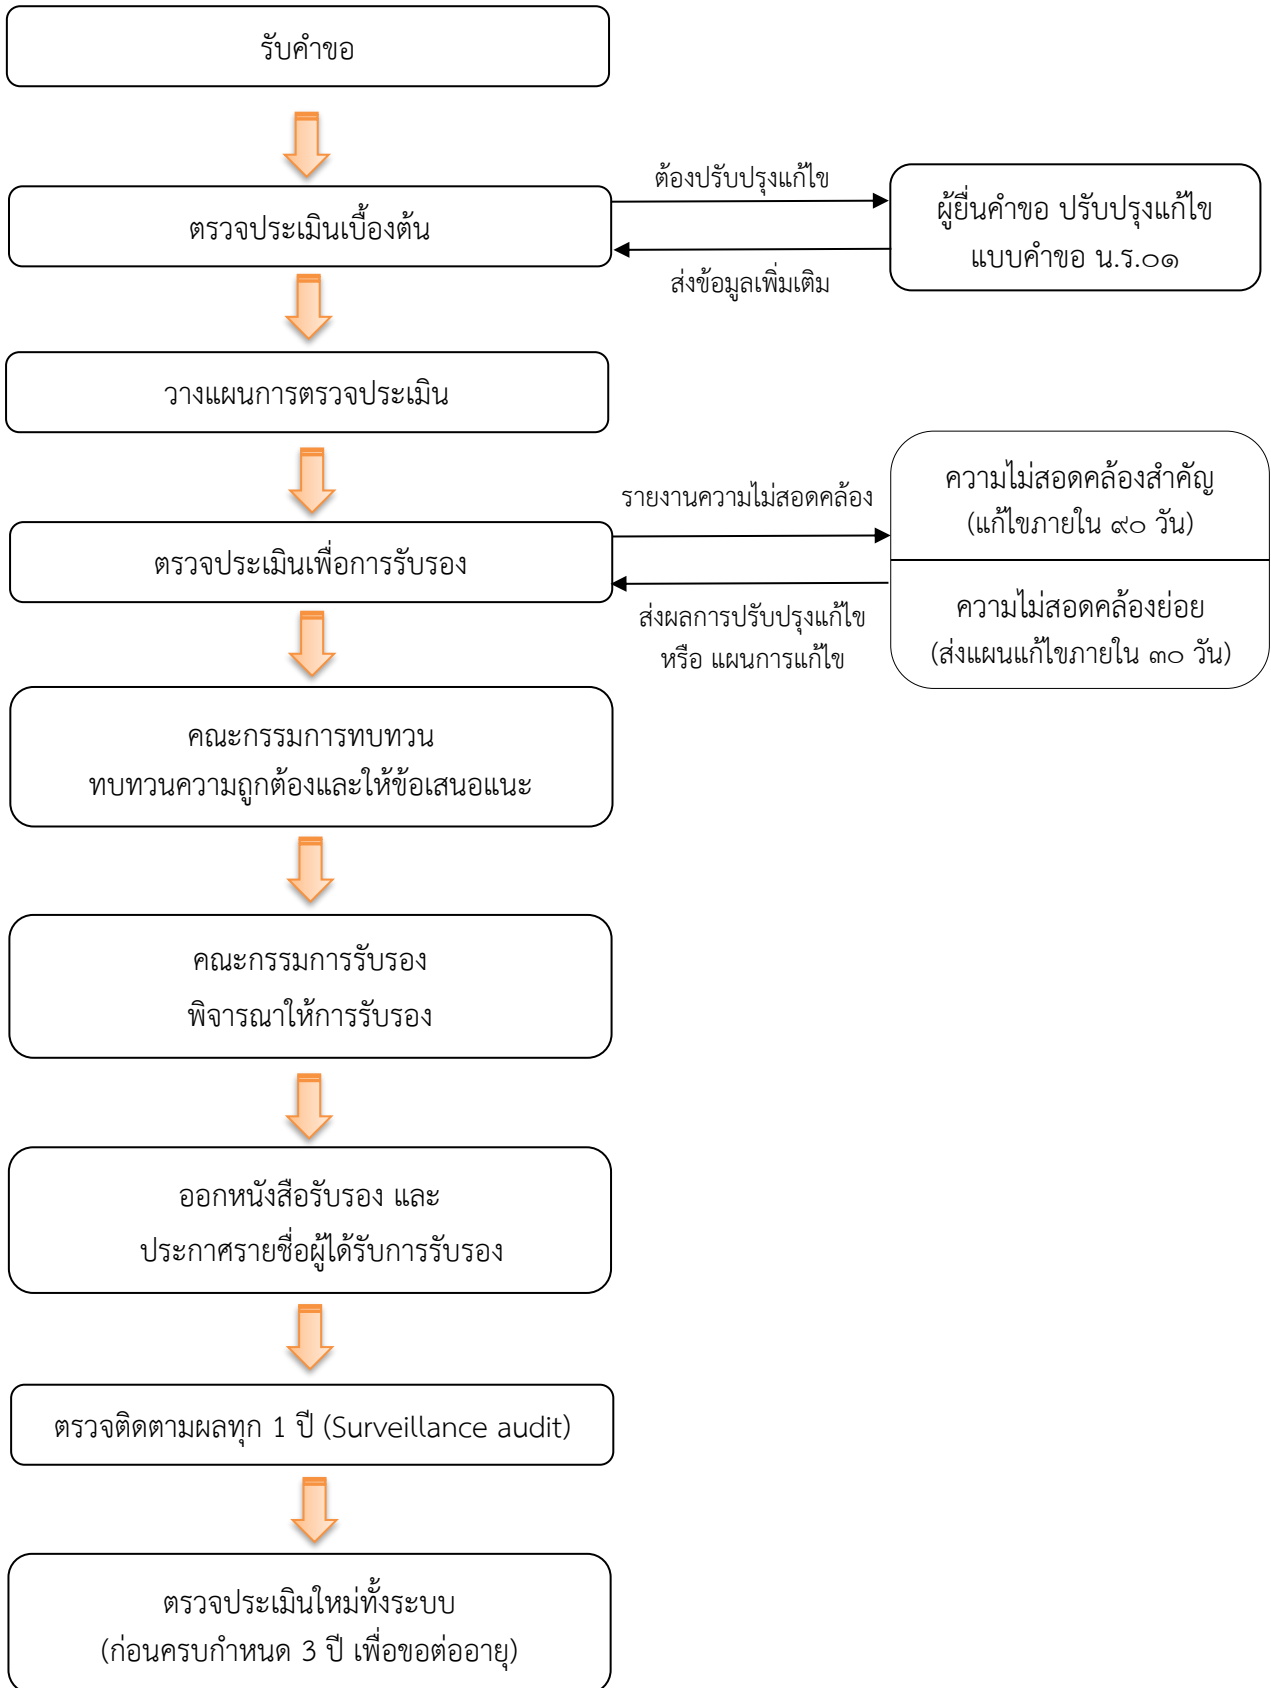 รับคำขอ
ตรวจประเมินเบื้องต้น
ต้องปรับปรุงแก้ไข
ส่งข้อมูลเพิ่มเติม
ผู้ยื่นคำขอ ปรับปรุงแก้ไข
แบบคำขอ น.ร.๐๑
วางแผนการตรวจประเมิน
ตรวจประเมินเพื่อการรับรอง
รายงานความไม่สอดคล้อง
ส่งผลการปรับปรุงแก้ไข
หรือ แผนการแก้ไข
ความไม่สอดคล้องสำคัญ
(แก้ไขภายใน ๙๐ วัน)
ความไม่สอดคล้องย่อย
(ส่งแผนแก้ไขภายใน ๓๐ วัน)
คณะกรรมการทบทวน
ทบทวนความถูกต้องและให้ข้อเสนอแนะ
คณะกรรมการรับรอง
พิจารณาให้การรับรอง
ออกหนังสือรับรอง และ
ประกาศรายชื่อผู้ได้รับการรับรอง
ตรวจติดตามผลทุก 1 ปี (Surveillance audit)
ตรวจประเมินใหม่ทั้งระบบ
(ก่อนครบกำหนด 3 ปี เพื่อขอต่ออายุ)